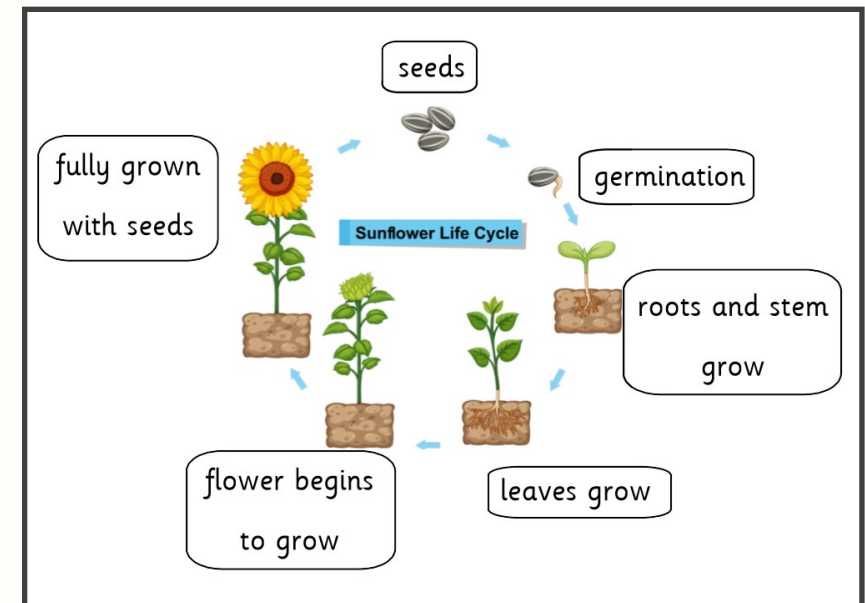 seeds
germination
fully grown
with seeds
Sunflower Life Cycle
roots and stem
grow
leaves grow
flower begins
to grow